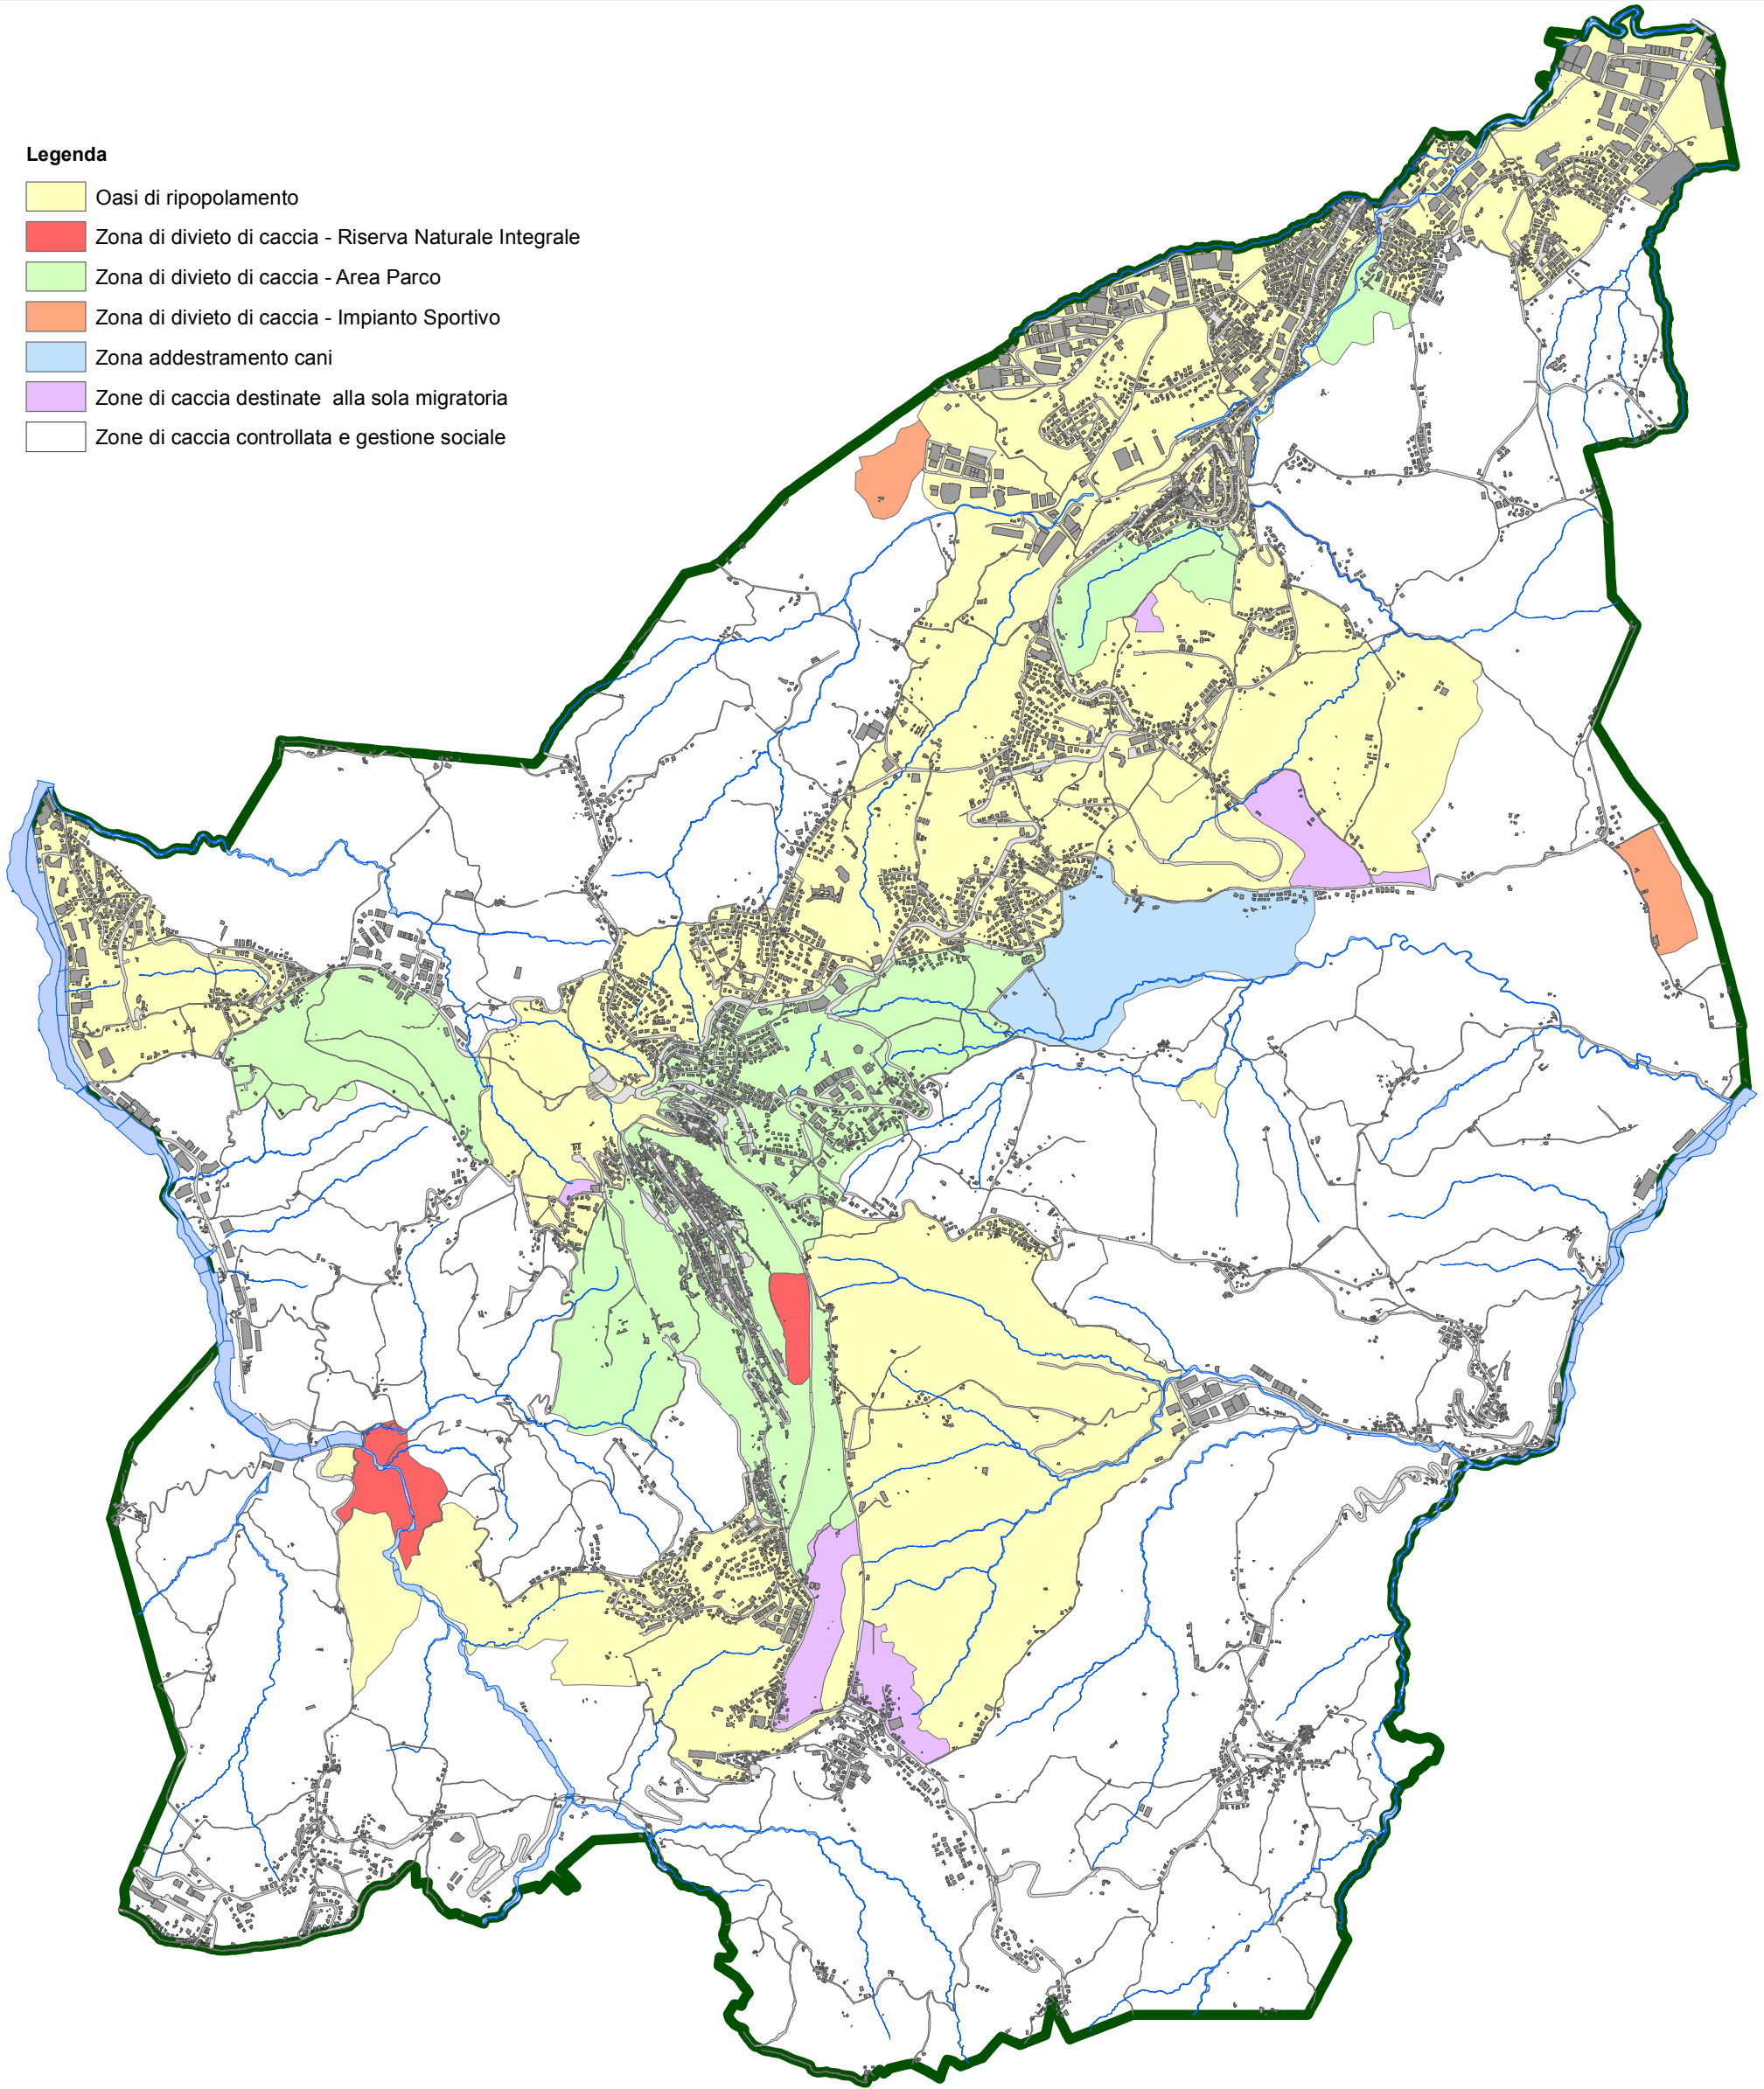 Legenda
Oasi di ripopolamento
Zona di divieto di caccia - Riserva Naturale Integrale
Zona di divieto di caccia - Area Parco
Zona di divieto di caccia - Impianto Sportivo
Zona addestramento cani
Zone di caccia destinate alla sola migratoria
Zone di caccia controllata e gestione sociale